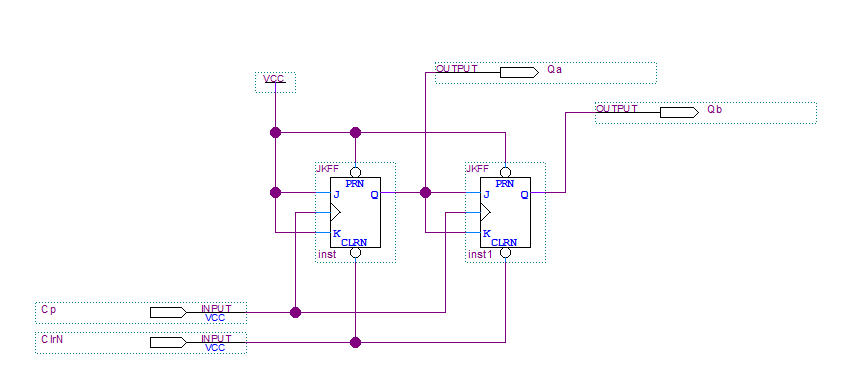 OUTPUT Qa
VCC
OUTPUT Qb
JKFF
JKFF
PRN
PRN
J Q
J Q
K
K
CLRN
CLRN
inst
inst1
Cp INPUT
VCC
ClrN INPUT
VCC